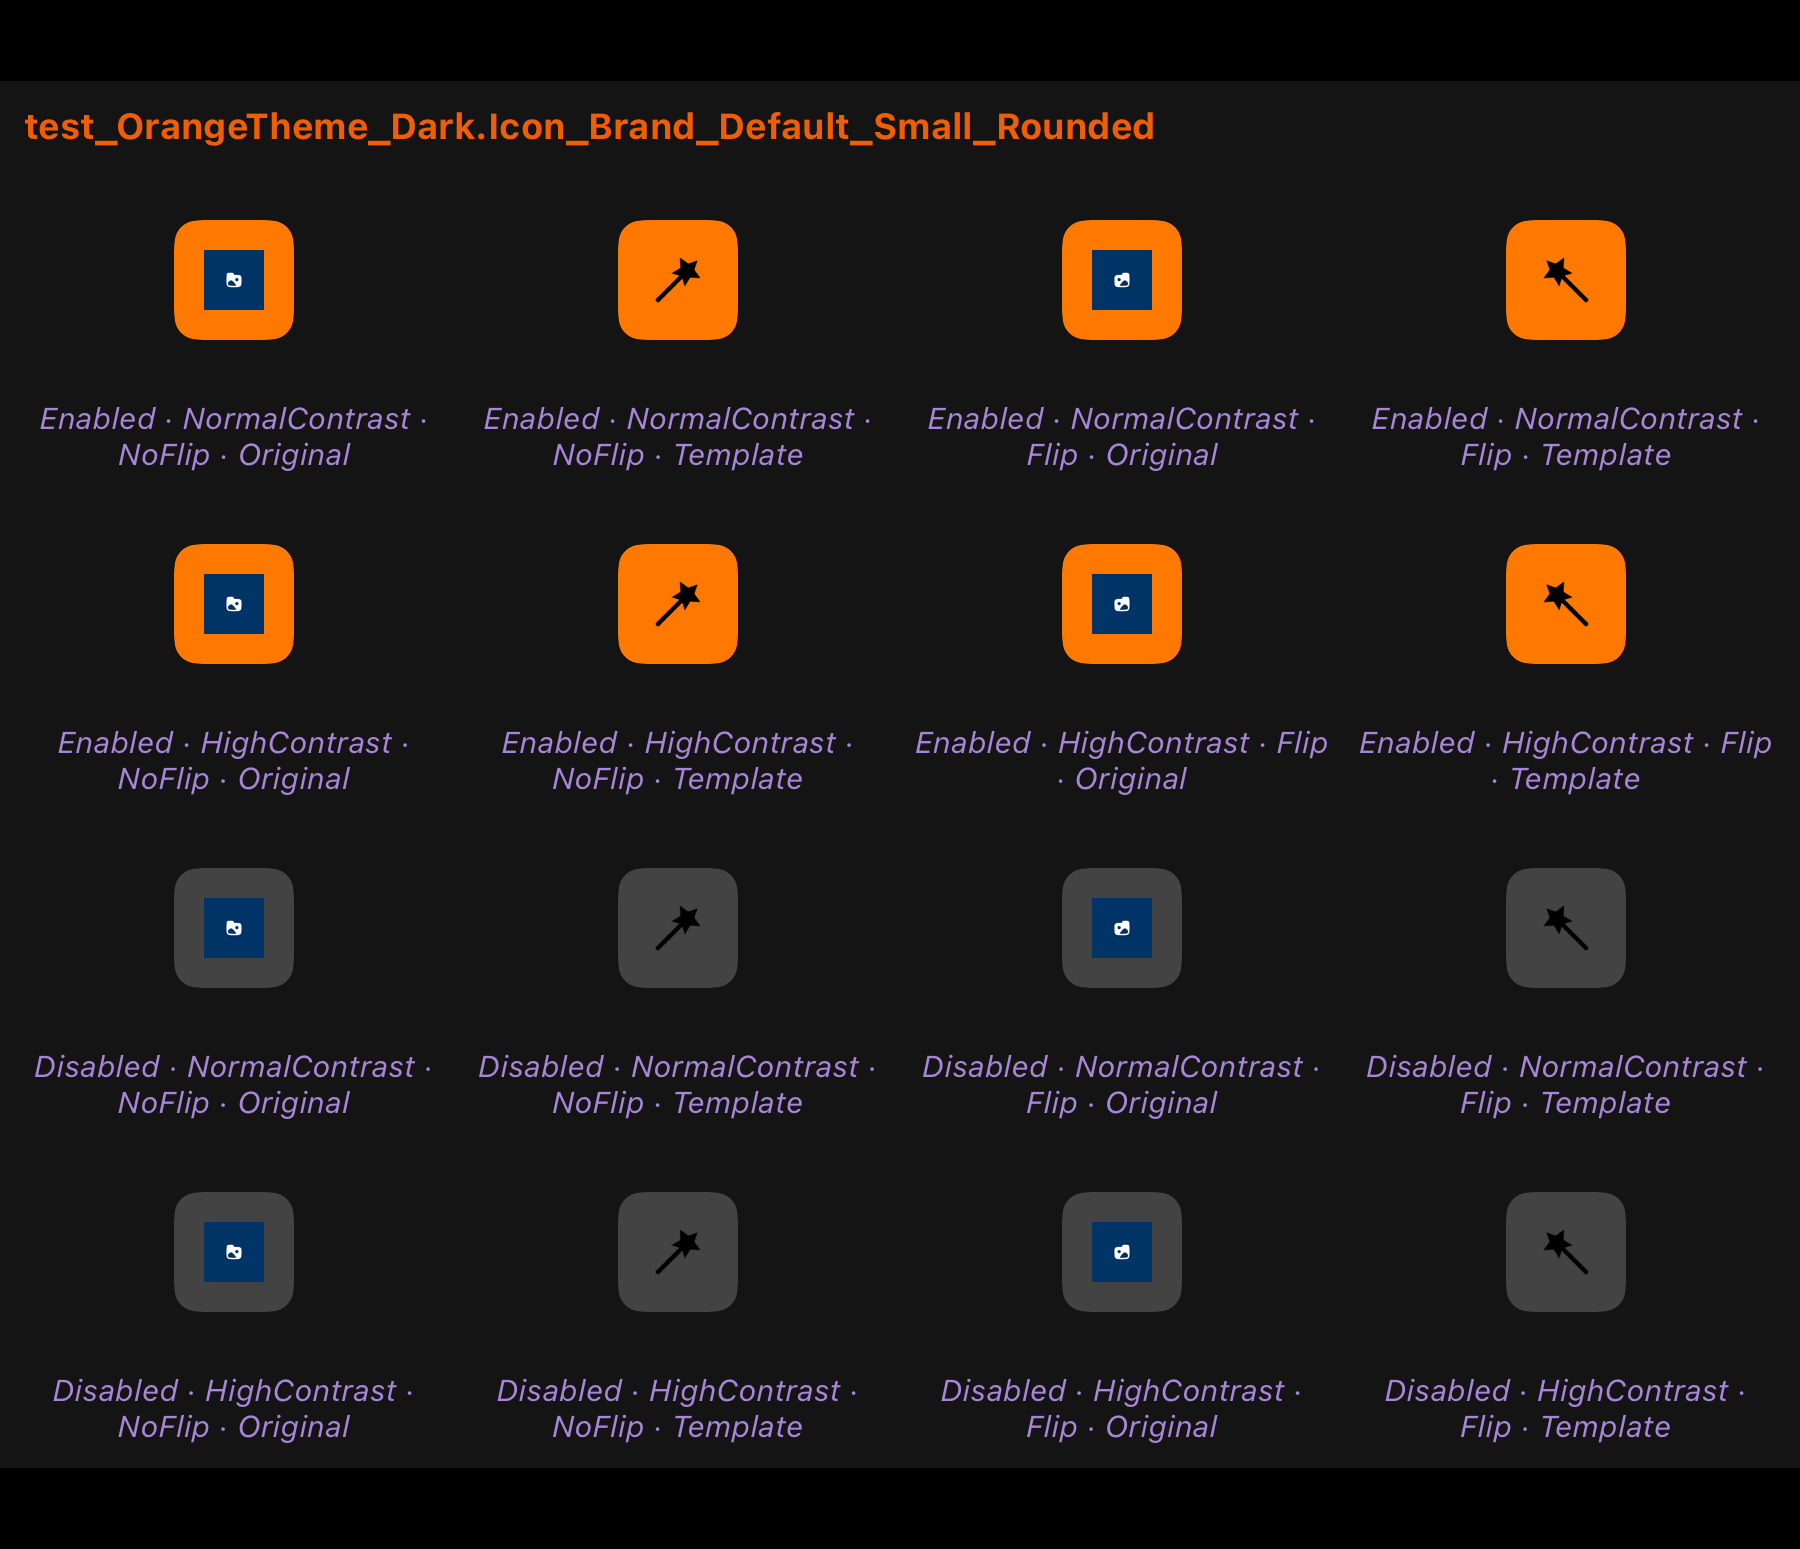 test_OrangeTheme_Dark.Icon_Brand_Default_Small_Rounded
Enabled · NormalContrast ·
NoFlip · Original
Enabled · NormalContrast ·
NoFlip · Template
Enabled · NormalContrast ·
Flip · Original
Enabled · NormalContrast ·
Flip · Template
Enabled · HighContrast ·
NoFlip · Original
Enabled · HighContrast ·
NoFlip · Template
Enabled · HighContrast · Flip
· Original
Enabled · HighContrast · Flip
· Template
Disabled · NormalContrast ·
NoFlip · Original
Disabled · NormalContrast ·
NoFlip · Template
Disabled · NormalContrast ·
Flip · Original
Disabled · NormalContrast ·
Flip · Template
Disabled · HighContrast ·
NoFlip · Original
Disabled · HighContrast ·
NoFlip · Template
Disabled · HighContrast ·
Flip · Original
Disabled · HighContrast ·
Flip · Template